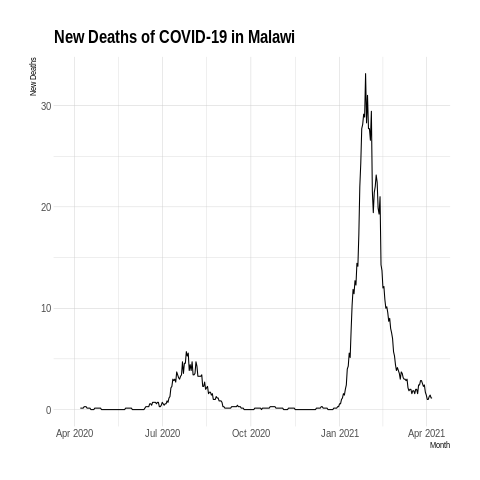 New Deaths of COVID-19 in Malawi
New Deaths
30
20
10
0
Apr 2020 Jul 2020 Oct 2020 Jan 2021 Apr 2021
Month